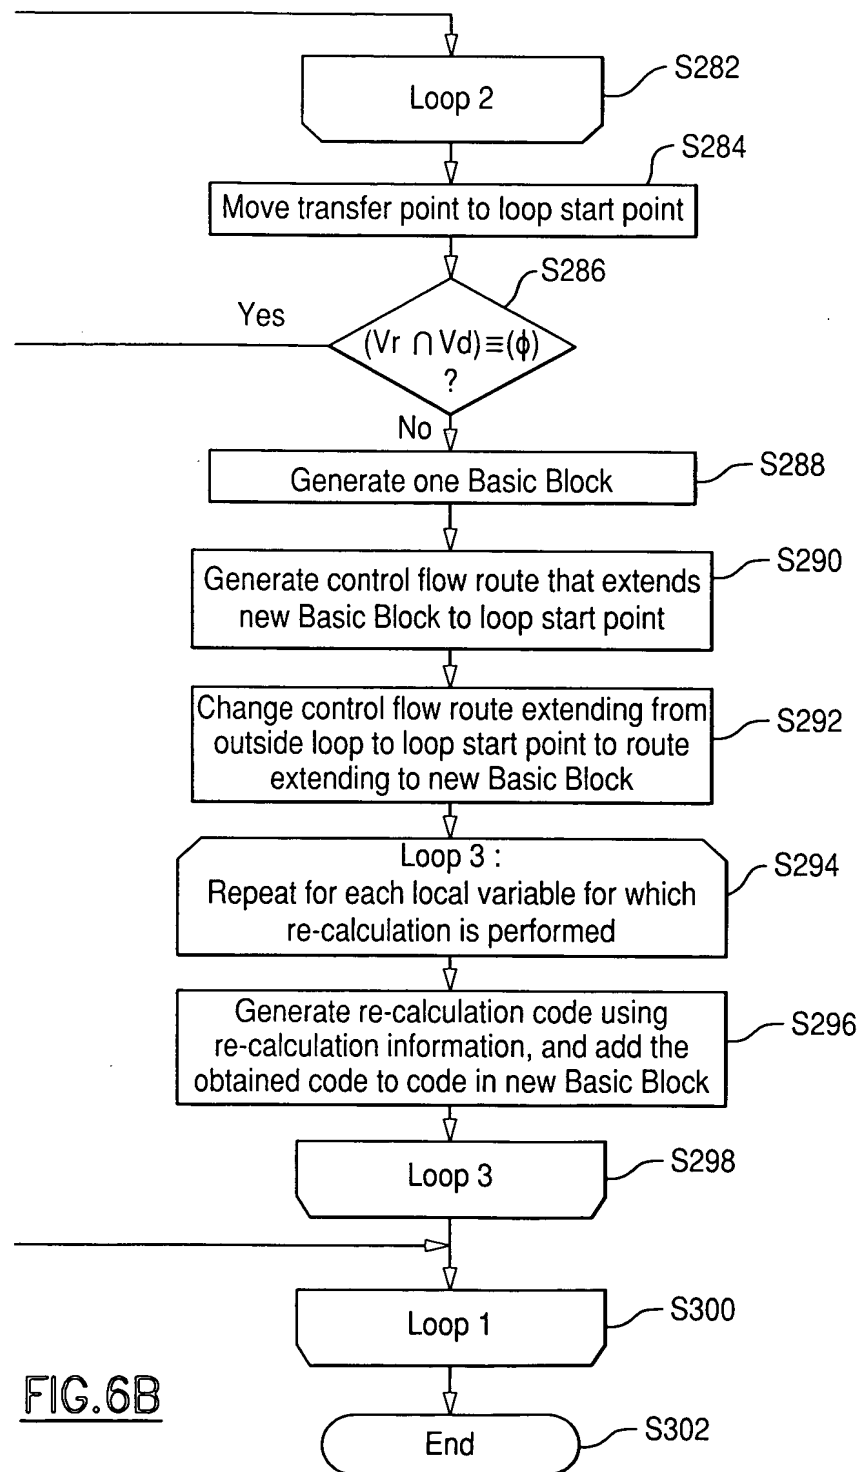 Loop 2
S282
S284
Move transfer point to loop start point
S286
Yes
(Vr ∩ Vd)≡(ϕ)
?
No
S288
Generate one Basic Block
S290
Generate control flow route that extends
new Basic Block to loop start point
Change control flow route extending from
outside loop to loop start point to route
extending to new Basic Block
S292
Loop 3 :
Repeat for each local variable for which
re-calculation is performed
S294
Generate re-calculation code using
re-calculation information, and add the
obtained code to code in new Basic Block
S296
Loop 3
S298
Loop 1
S300
FIG.6B
End
S302